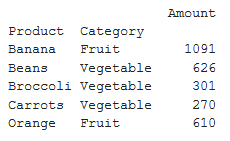 Amount
Product Category
Banana Fruit 1091
Beans Vegetable 626
Broccoli Vegetable 301
Carrots Vegetable 270
Orange Fruit 610